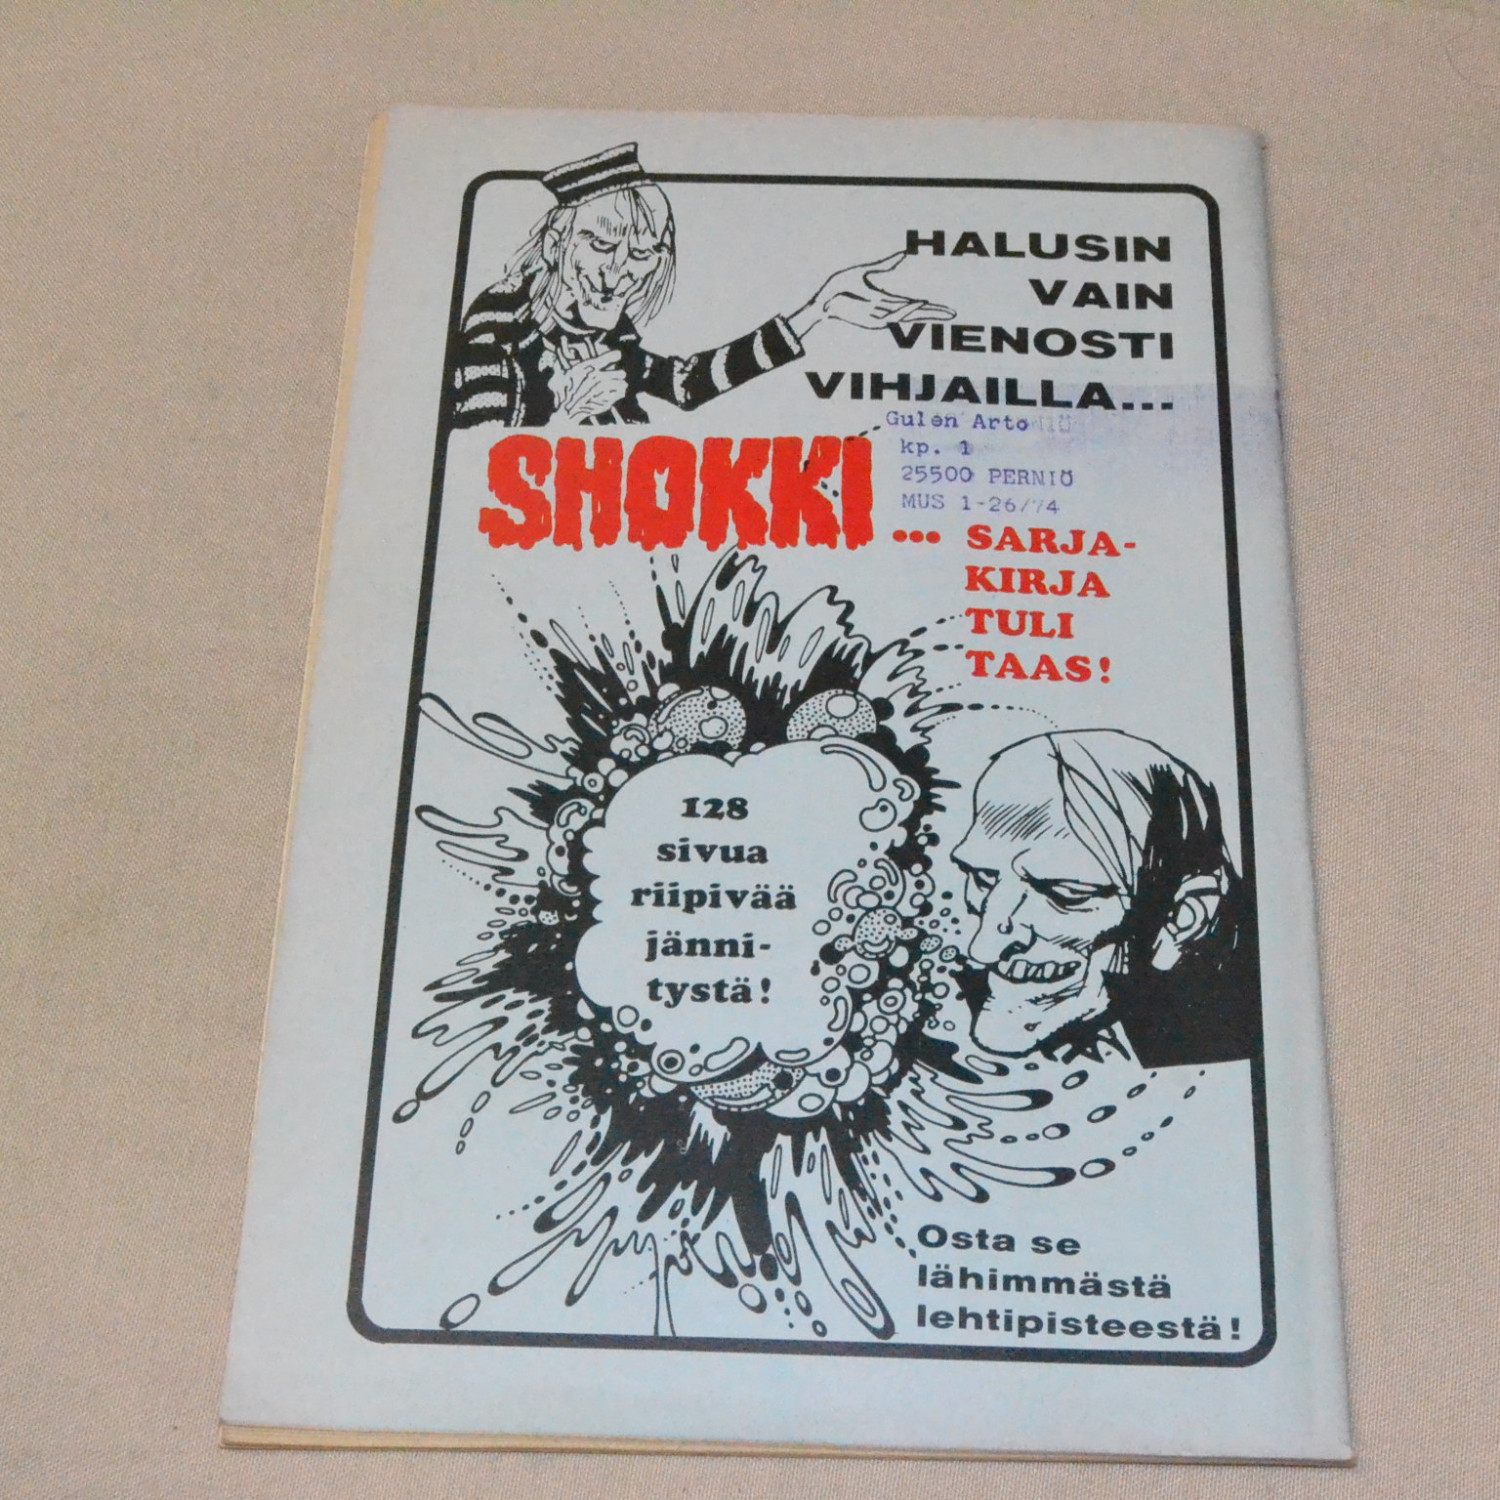 HALUSIN
VAIN
VIENOSTI
VIHJAILLA...
Gulen Arto
kp. 1
25500 PERNIÖ
MUS 1-26/74
SHOKKI
... SARJA-
KIRJA
TULI
TAAS!
128
sivua
riipivää
jänni-
tystä!
Osta se
lähimmästä
lehtipisteestä!